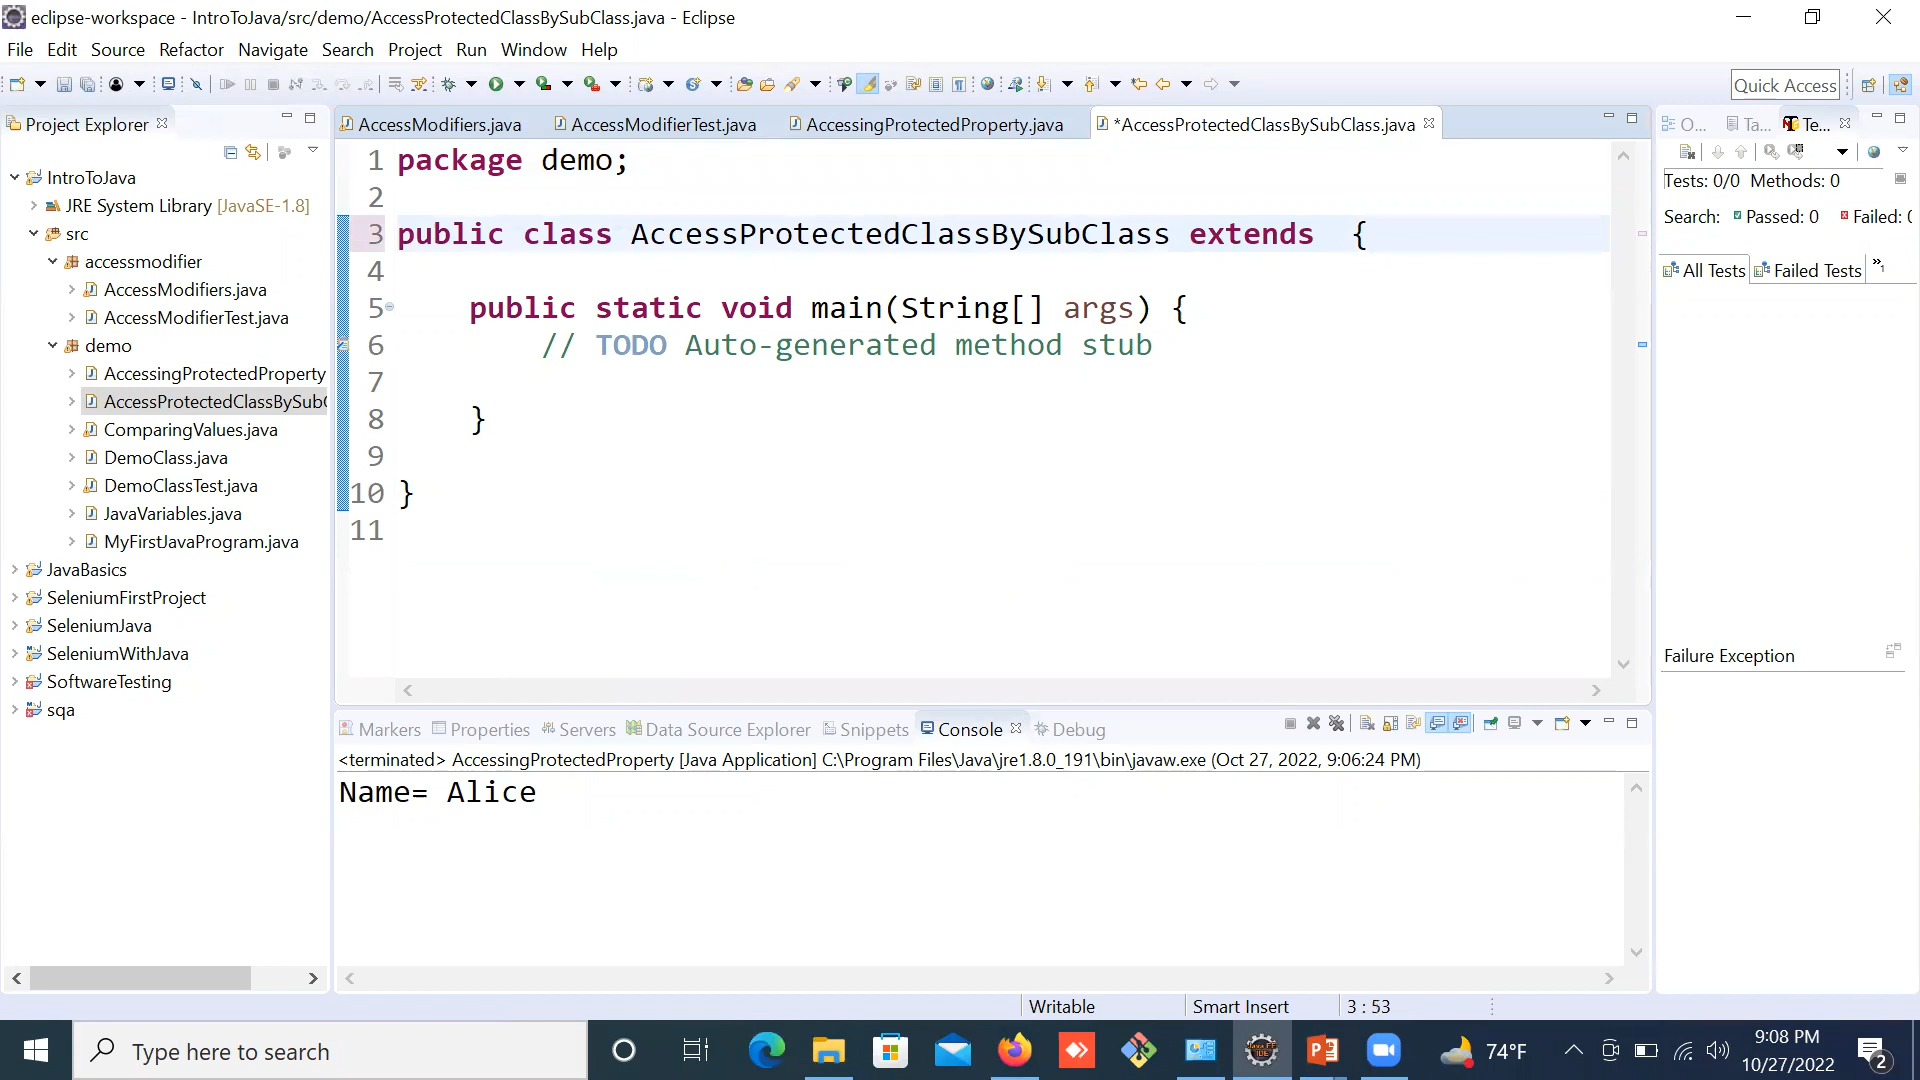 eclipse-workspace - IntroToJava/src/demo/AccessProtectedClassBySubClass.java - Eclipse
File Edit Source Refactor Navigate Search Project Run Window Help
Quick Access
Project Explorer
AccessModifiers.java AccessModifierTest.java AccessingProtectedProperty.java *AccessProtectedClassBySubClass.java
O... Ta... Te...
IntroToJava
JRE System Library [JavaSE-1.8]
src
accessmodifier
AccessModifiers.java
AccessModifierTest.java
demo
AccessingProtectedProperty
AccessProtectedClassBySub
ComparingValues.java
DemoClass.java
DemoClassTest.java
JavaVariables.java
MyFirstJavaProgram.java
JavaBasics
SeleniumFirstProject
SeleniumJava
SeleniumWithJava
SoftwareTesting
sqa
1 package demo;
2
3 public class AccessProtectedClassBySubClass extends {
4
5 public static void main(String[] args) {
6 // TODO Auto-generated method stub
7
8 }
9
10 }
11
Tests: 0/0 Methods: 0
Search: Passed: 0 Failed: 0
All Tests Failed Tests »1
Failure Exception
Markers Properties Servers Data Source Explorer Snippets Console Debug
<terminated> AccessingProtectedProperty [Java Application] C:\Program Files\Java\jre1.8.0_191\bin\javaw.exe (Oct 27, 2022, 9:06:24 PM)
Name= Alice
Writable Smart Insert 3 : 53
Type here to search
74°F
9:08 PM
10/27/2022
2